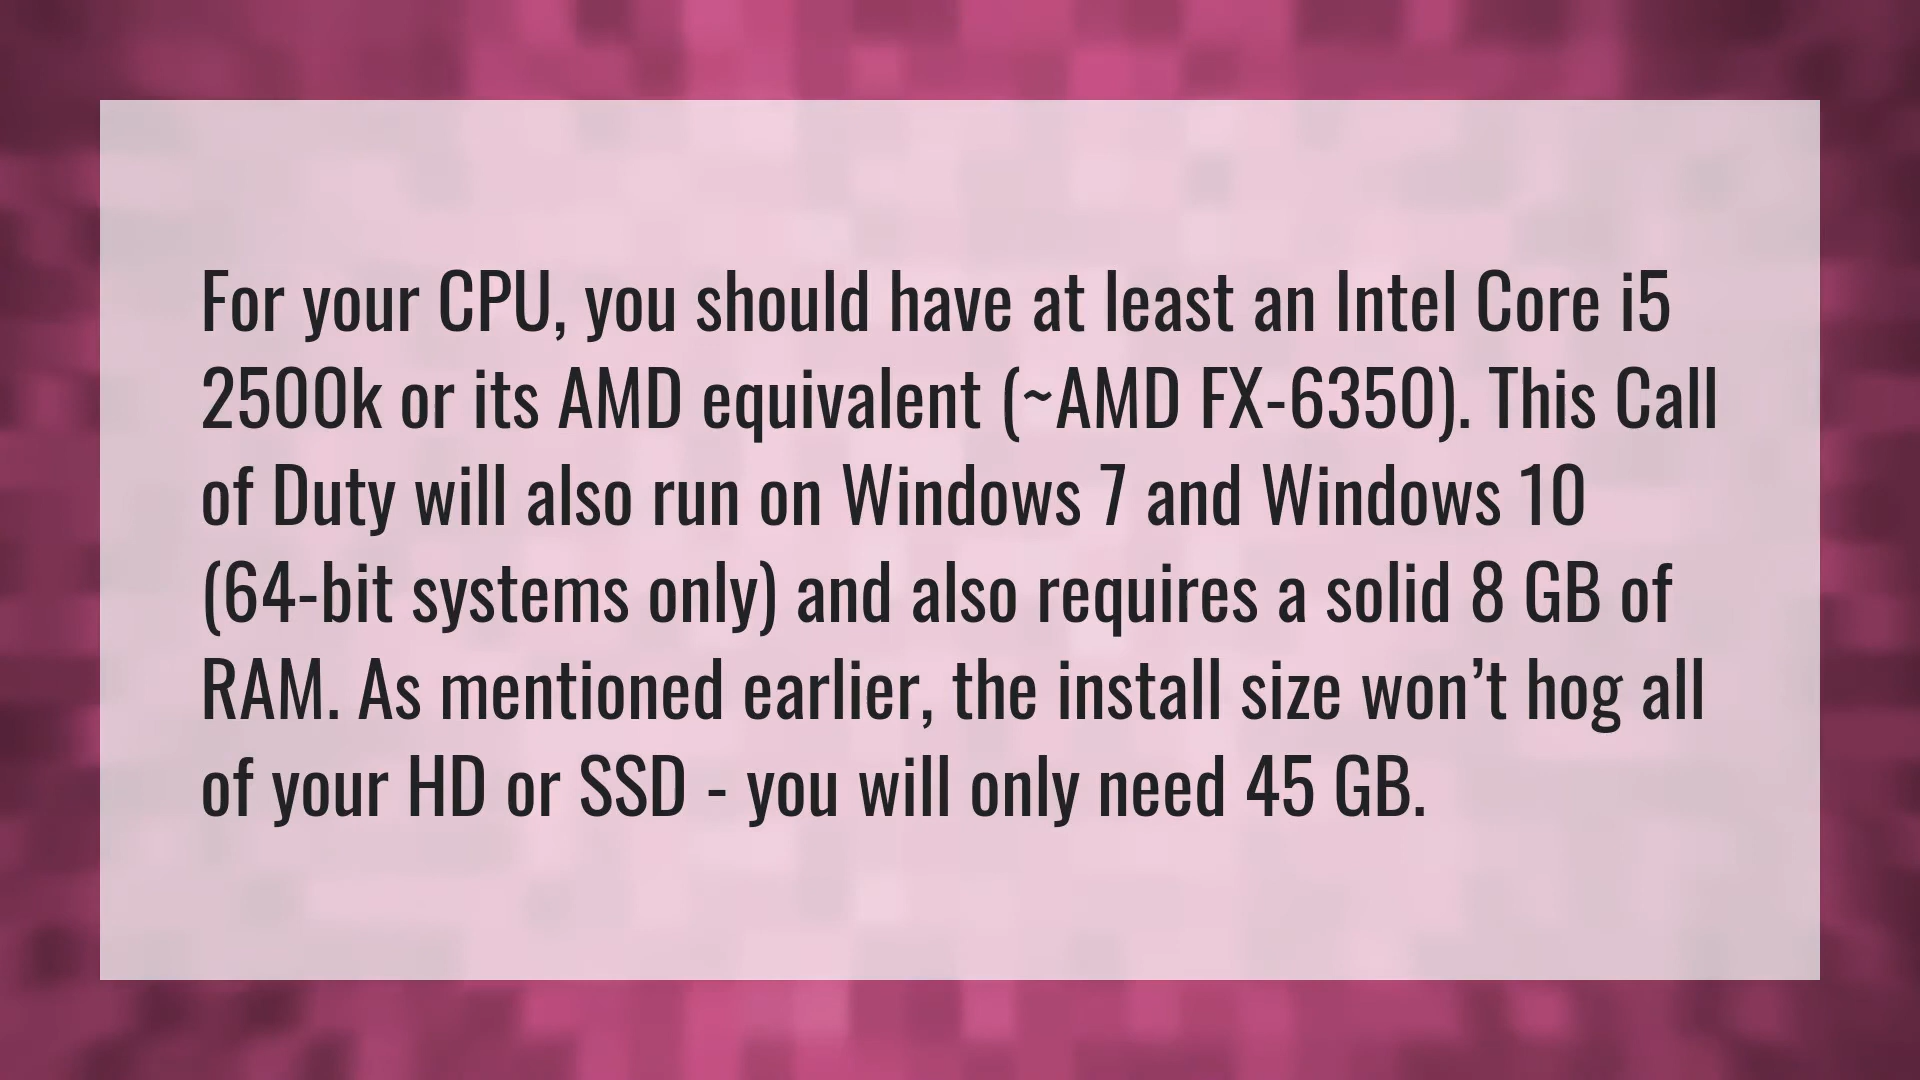 For your CPU, you should have at least an Intel Core i5
2500k or its AMD equivalent (~AMD FX-6350). This Call
of Duty will also run on Windows 7 and Windows 10
(64-bit systems only) and also requires a solid 8 GB of
RAM. As mentioned earlier, the install size won’t hog all
of your HD or SSD - you will only need 45 GB.